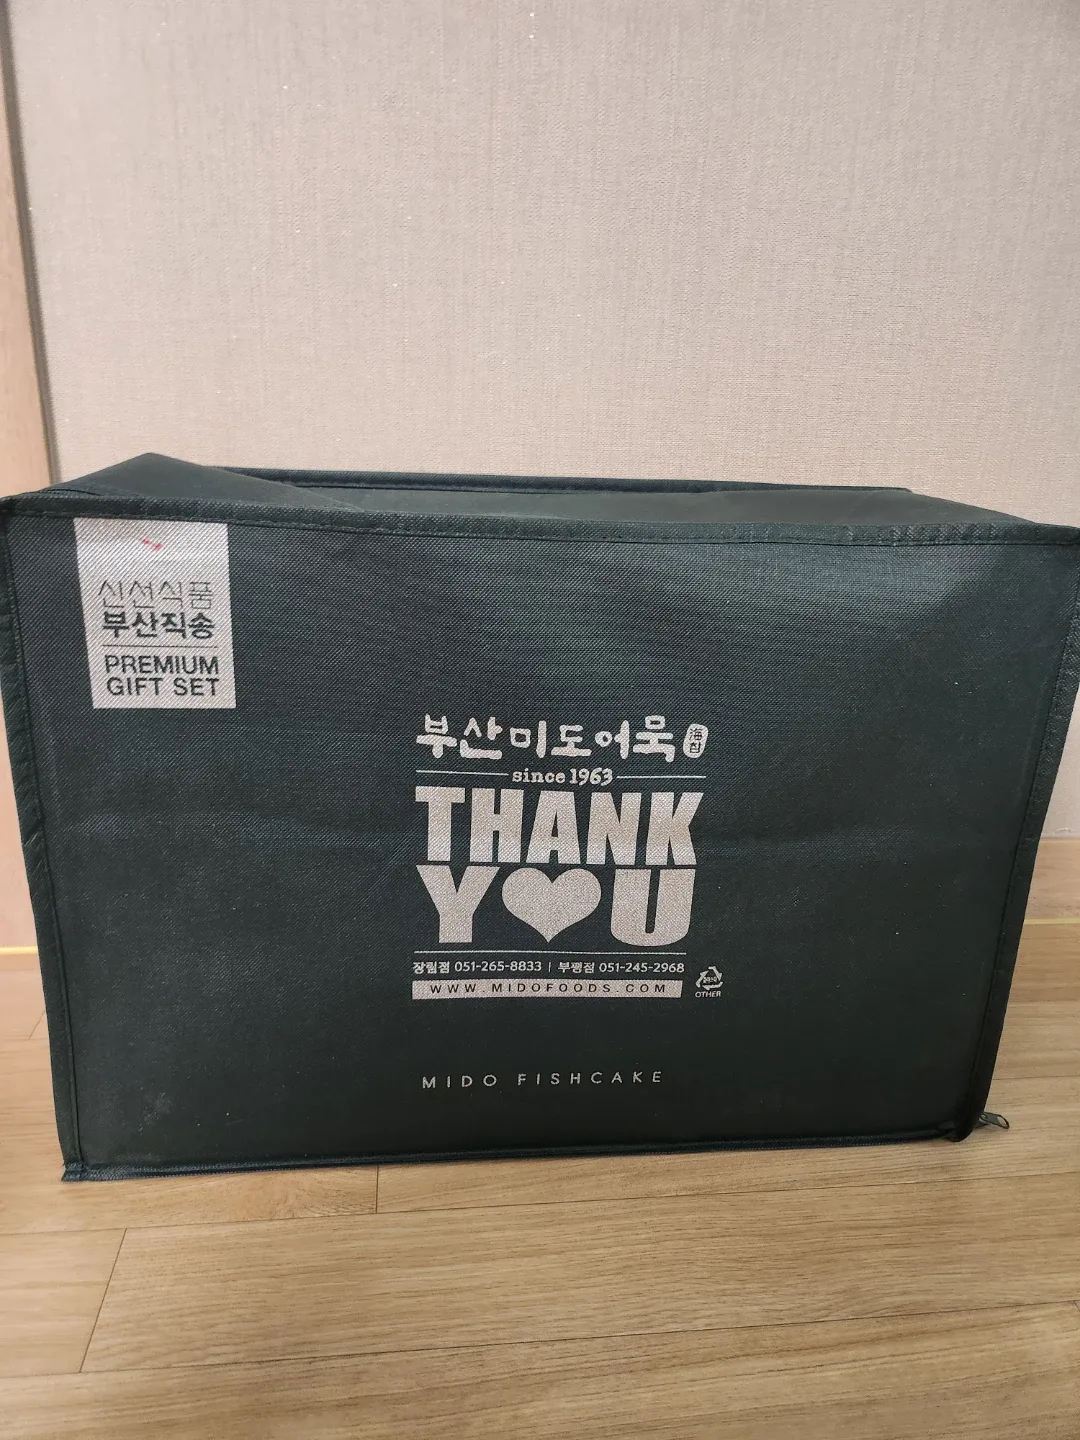 신선식품
부산직송
PREMIUM
GIFT SET
부산미도어묵
since 1963
THANK
YOU
장림점 051-265-8833 | 부평점 051-245-2968
WWW.MIDOFOODS.COM
OTHER
MIDO FISHCAKE